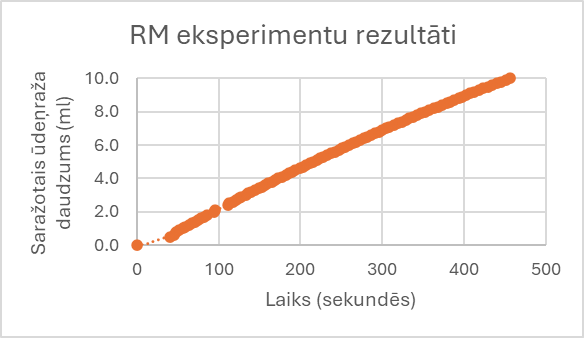 RM eksperimentu rezultāti
Saražotais ūdeņraža
daudzums (ml)
10.0
8.0
6.0
4.0
2.0
0.0
0 100 200 300 400 500
Laiks (sekundēs)